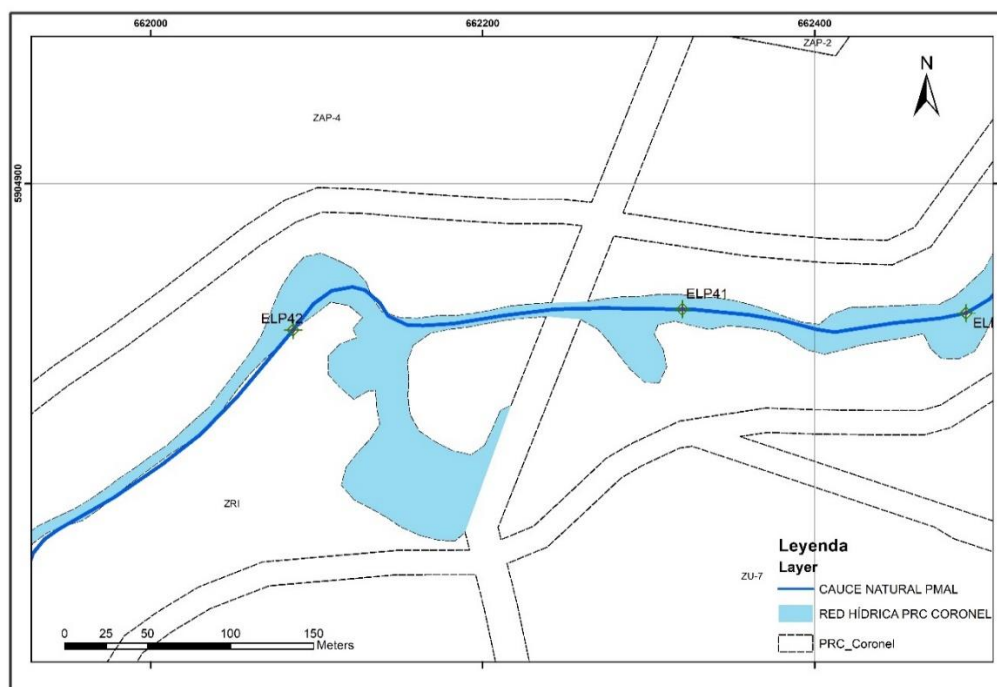 662000
662200
662400
ZAP-2
N
ZAP-4
5904900
ELP41
ELP42
EL
ZRI
Leyenda
Layer
ZU-7
CAUCE NATURAL PMAL
RED HÍDRICA PRC CORONEL
PRC_Coronel
0 25 50 100 150
Meters